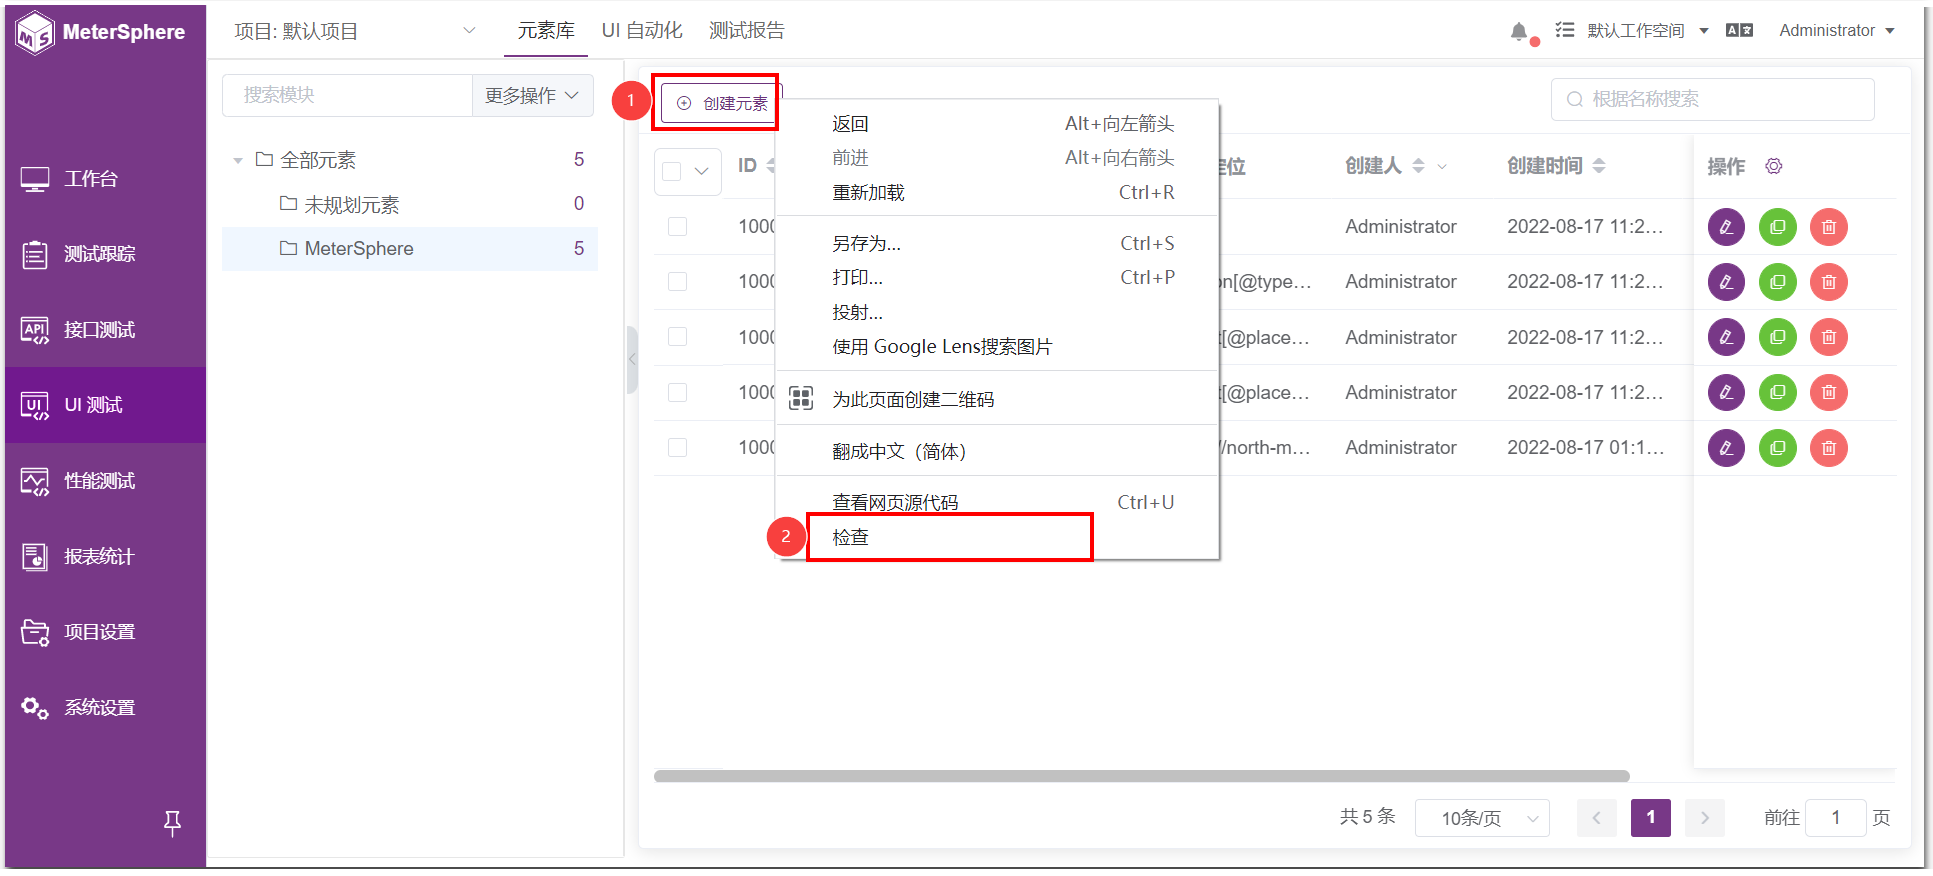 MeterSphere
项目: 默认项目
元素库
UI 自动化
测试报告
默认工作空间
Administrator
工作台
测试跟踪
接口测试
UI 测试
性能测试
报表统计
项目设置
系统设置
搜索模块
更多操作
全部元素 5
未规划元素 0
MeterSphere 5
1
创建元素
根据名称搜索
ID
位
创建人
创建时间
操作
1000 Administrator 2022-08-17 11:2...
1000 on[@type... Administrator 2022-08-17 11:2...
1000 t[@place... Administrator 2022-08-17 11:2...
1000 t[@place... Administrator 2022-08-17 11:2...
1000 //north-m... Administrator 2022-08-17 01:1...
返回 Alt+向左箭头
前进 Alt+向右箭头
重新加载 Ctrl+R
另存为... Ctrl+S
打印... Ctrl+P
投射...
使用 Google Lens搜索图片
为此页面创建二维码
翻成中文（简体）
查看网页源代码 Ctrl+U
2
检查
共 5 条
10条/页
1
前往 1 页